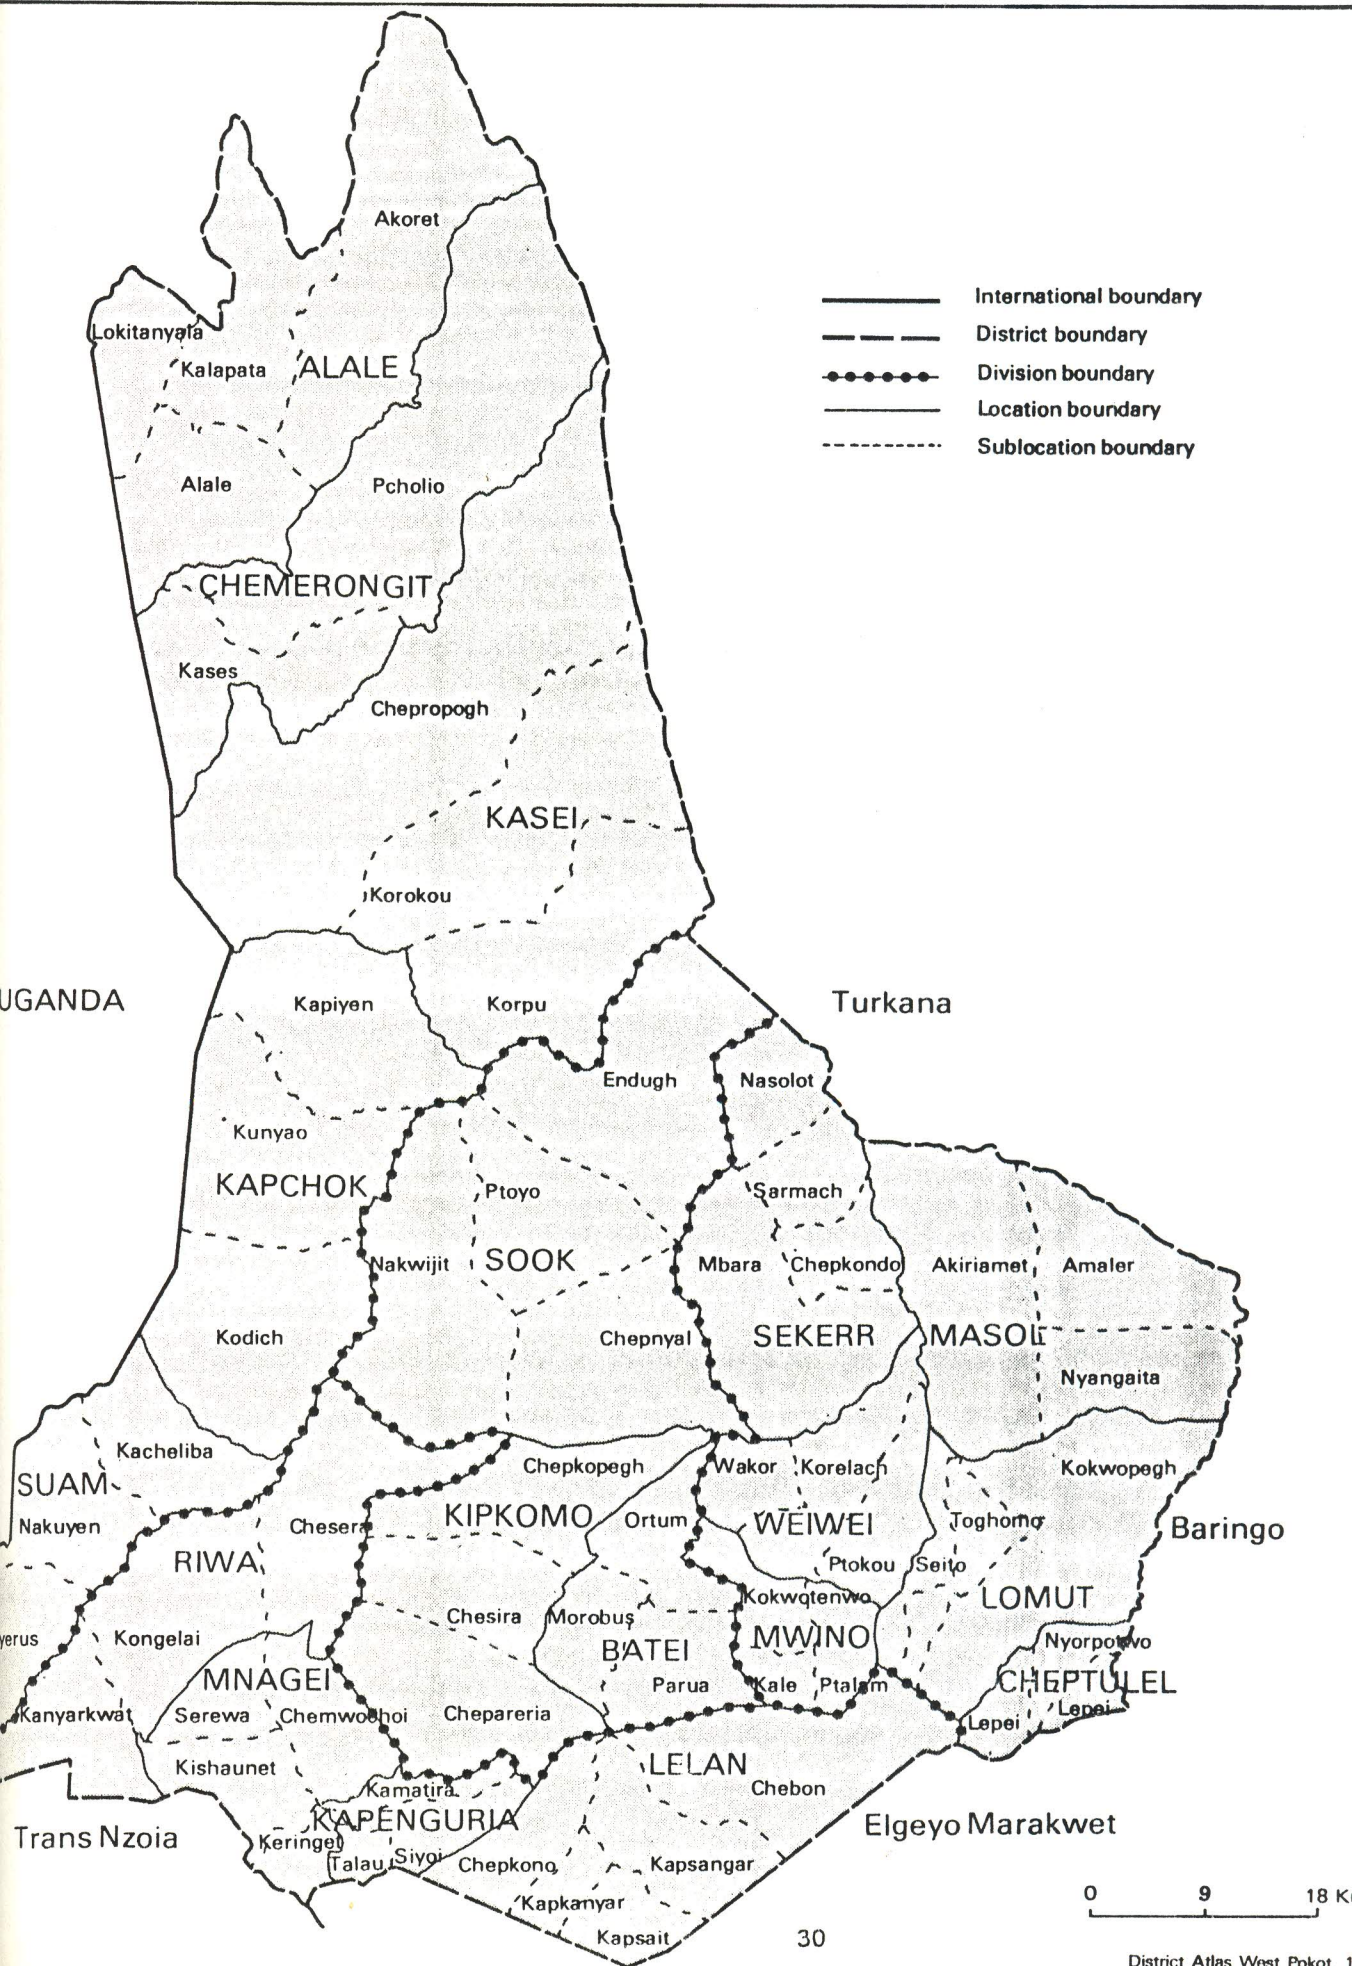 Akoret
International boundary
District boundary
Lokitanyala
Kalapata
ALALE
Division boundary
Location boundary
Sublocation boundary
Alale
Pcholio
CHEMERONGIT
Kases
Chepropogh
KASEI
Korokou
UGANDA
Kapiyen
Korpu
Turkana
Endugh
Nasolot
Kunyao
KAPCHOK
Ptoyo
Sarmach
Nakwijit
SOOK
Mbara
Chepkondo
Akiriamet
Amaler
Kodich
Chepnyal
SEKERR
MASOL
Nyangaita
Kacheliba
Chepkopegh
Wakor
Korelach
Kokwopegh
SUAM
Nakuyen
Chesera
KIPKOMO
Ortum
WEIWEI
Toghomo
Baringo
RIWA
Ptokou
Seito
Kokwotenwo
LOMUT
Chesira
Morobus
yerus
Kongelai
BATEI
MWINO
Nyorpotwo
MNAGEI
Parua
Kale
Ptalam
CHEPTULEL
Kanyarkwat
Serewa
Chemwochoi
Chepareria
Lepei
Lepei
Kishaunet
LELAN
Kamatira
Chebon
KAPENGURIA
Trans Nzoia
Keringet
Talau
Siyoi
Chepkono
Kapsangar
Elgeyo Marakwet
Kapkanyar
Kapsait
30
0 9 18
District Atlas West Pokot